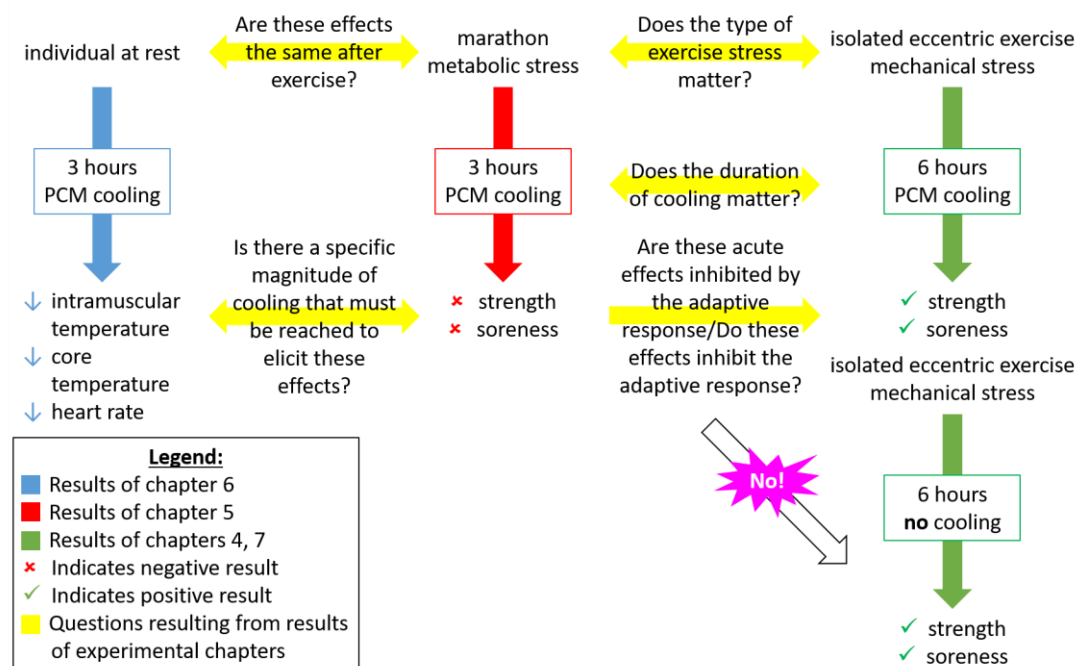 individual at rest
Are these effects
the same after
exercise?
marathon
metabolic stress
Does the type of
exercise stress
matter?
isolated eccentric exercise
mechanical stress
3 hours
PCM cooling
3 hours
PCM cooling
Does the duration
of cooling matter?
6 hours
PCM cooling
↓ intramuscular
temperature
↓ core
temperature
↓ heart rate
Is there a specific
magnitude of
cooling that must
be reached to
elicit these
effects?
✘ strength
✘ soreness
Are these acute
effects inhibited by
the adaptive
response/Do these
effects inhibit the
adaptive response?
✓ strength
✓ soreness
isolated eccentric exercise
mechanical stress
No!
6 hours
no cooling
✓ strength
✓ soreness
Legend:
Results of chapter 6
Results of chapter 5
Results of chapters 4, 7
✘ Indicates negative result
✓ Indicates positive result
Questions resulting from results
of experimental chapters